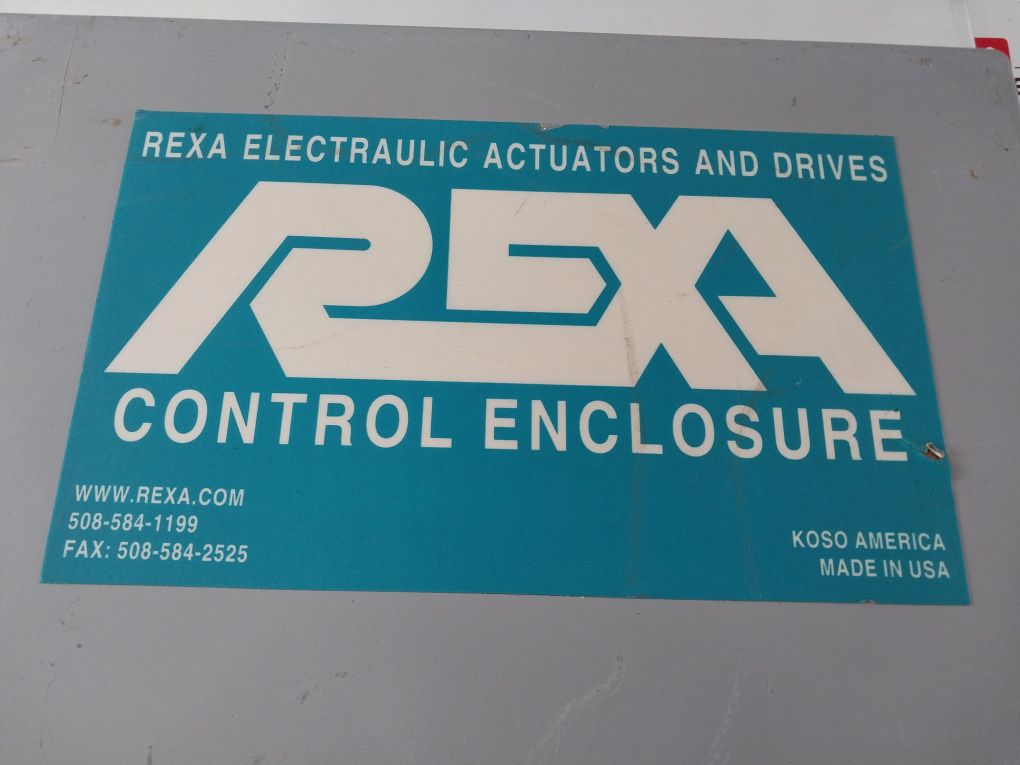 REXA ELECTRAULIC ACTUATORS AND DRIVES
REXA
CONTROL ENCLOSURE
WWW.REXA.COM
508-584-1199
FAX: 508-584-2525
KOSO AMERICA
MADE IN USA